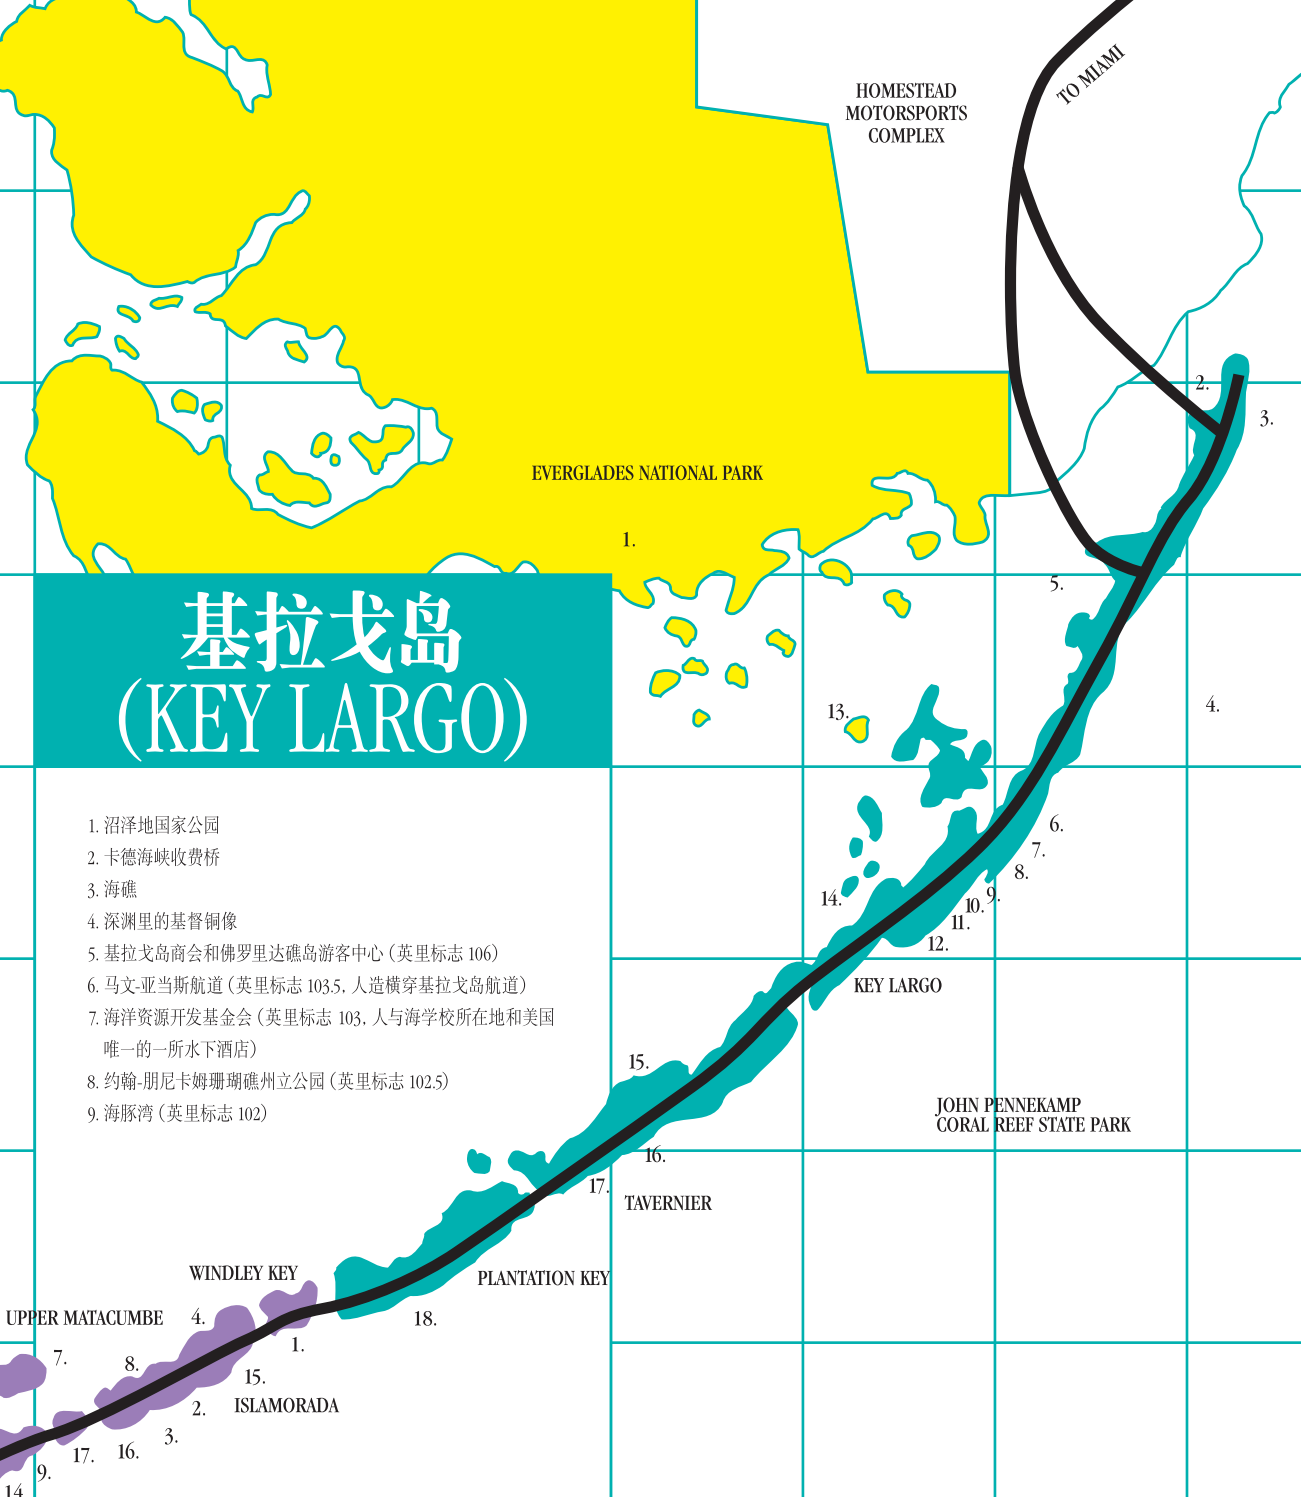 TO MIAMI
HOMESTEAD
MOTORSPORTS
COMPLEX
2.
3.
EVERGLADES NATIONAL PARK
1.
5.
基拉戈岛
(KEY LARGO)
4.
13.
1. 沼泽地国家公园
2. 卡德海峡收费桥
3. 海礁
4. 深渊里的基督铜像
5. 基拉戈岛商会和佛罗里达礁岛游客中心（英里标志 106）
6. 马文-亚当斯航道（英里标志 103.5, 人造横穿基拉戈岛航道）
7. 海洋资源开发基金会（英里标志 103, 人与海学校所在地和美国
唯一的一所水下酒店）
8. 约翰-朋尼卡姆珊瑚礁州立公园（英里标志 102.5）
9. 海豚湾（英里标志 102）
6.
7.
8.
9.
10.
11.
12.
14.
KEY LARGO
15.
JOHN PENNEKAMP
CORAL REEF STATE PARK
16.
17.
TAVERNIER
PLANTATION KEY
18.
WINDLEY KEY
UPPER MATACUMBE
4.
1.
7.
8.
15.
ISLAMORADA
2.
3.
16.
17.
9.
14